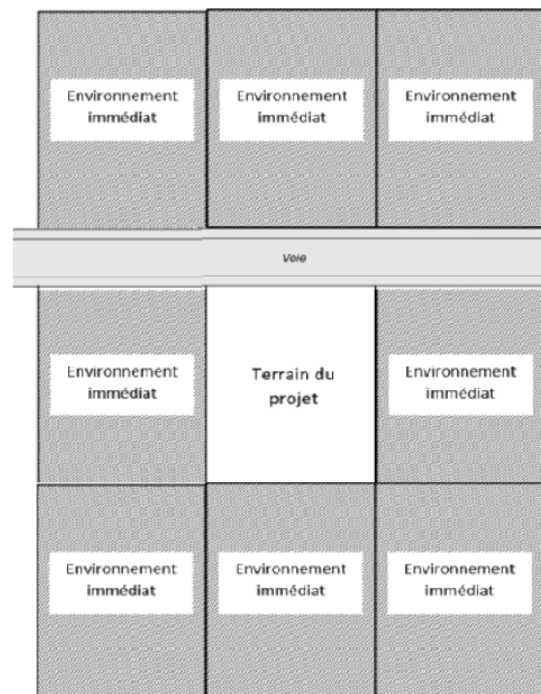 Environnement
immédiat
Environnement
immédiat
Environnement
immédiat
Voie
Environnement
immédiat
Terrain du
projet
Environnement
immédiat
Environnement
immédiat
Environnement
immédiat
Environnement
immédiat